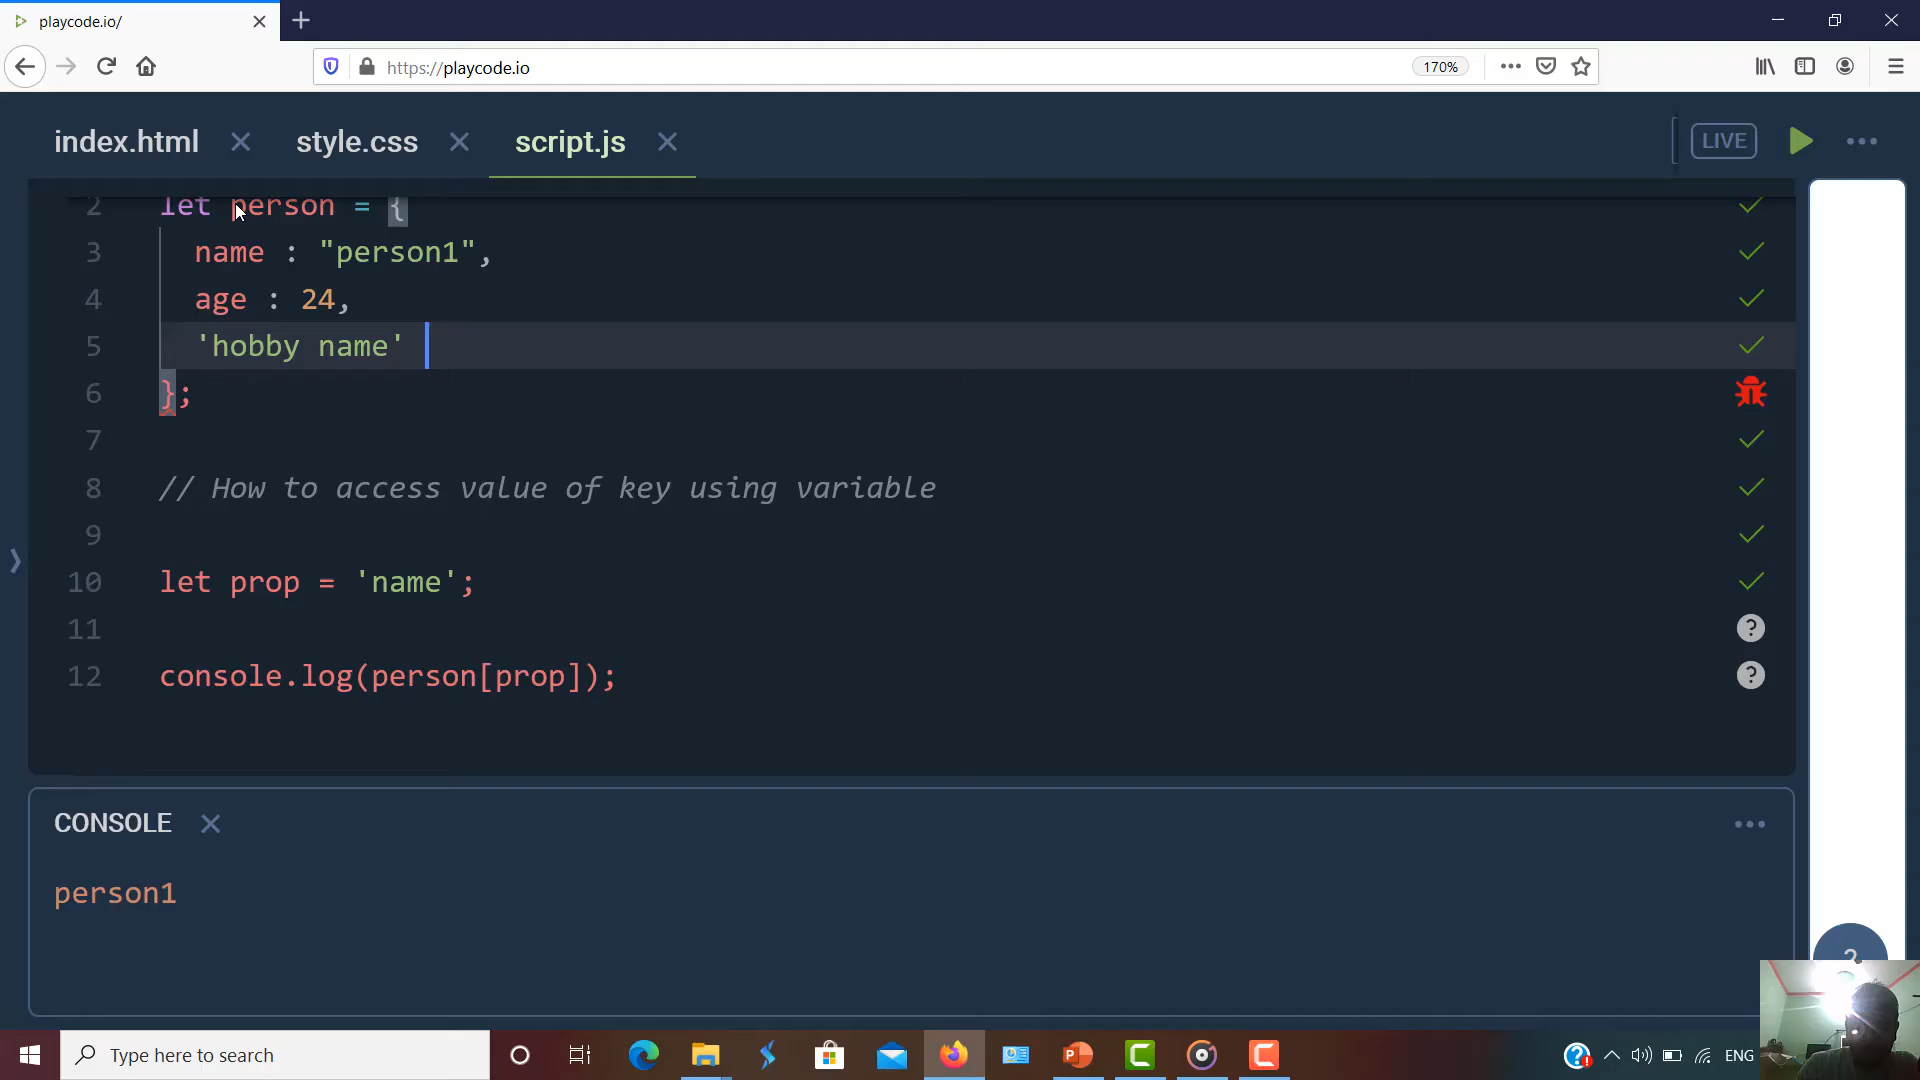 playcode.io/
https://playcode.io
170%
index.html
style.css
script.js
LIVE
2 let person = {
3 name : "person1",
4 age : 24,
5 'hobby name'
6 };
7
8 // How to access value of key using variable
9
10 let prop = 'name';
11
12 console.log(person[prop]);
CONSOLE
person1
Type here to search
ENG